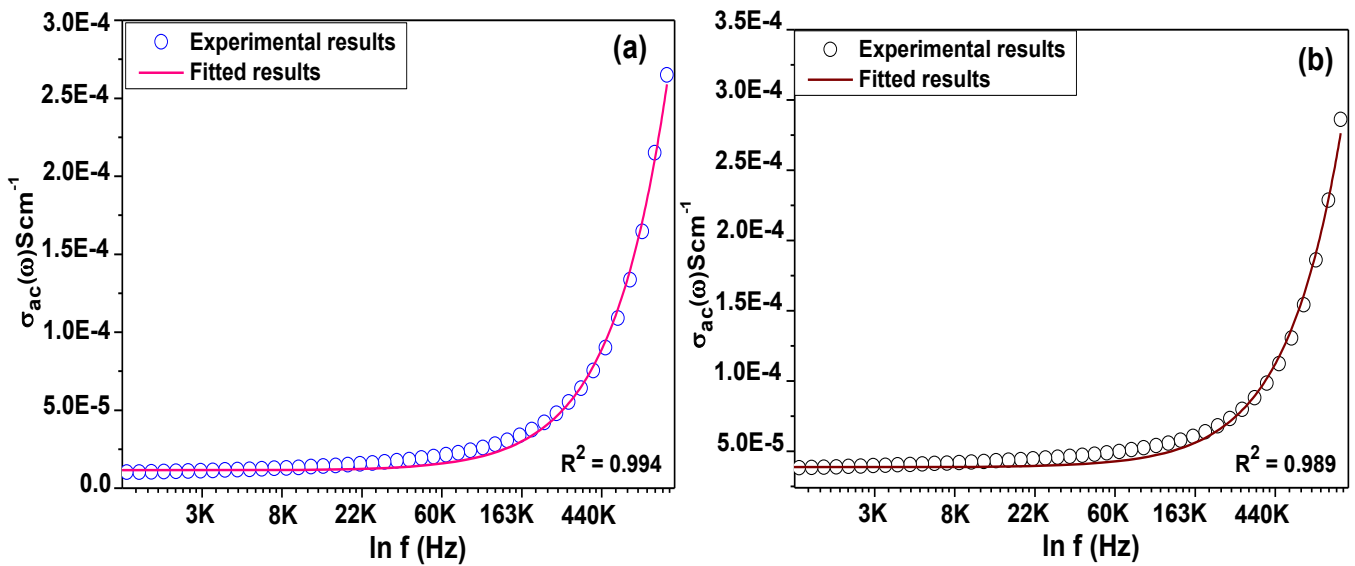 Experimental results
Fitted results
(a)
3.0E-4
2.5E-4
2.0E-4
1.5E-4
1.0E-4
5.0E-5
0.0
σac(ω)Scm-1
R2 = 0.994
3K 8K 22K 60K 163K 440K
ln f (Hz)
Experimental results
Fitted results
(b)
3.5E-4
3.0E-4
2.5E-4
2.0E-4
1.5E-4
1.0E-4
5.0E-5
σac(ω)Scm-1
R2 = 0.989
3K 8K 22K 60K 163K 440K
ln f (Hz)